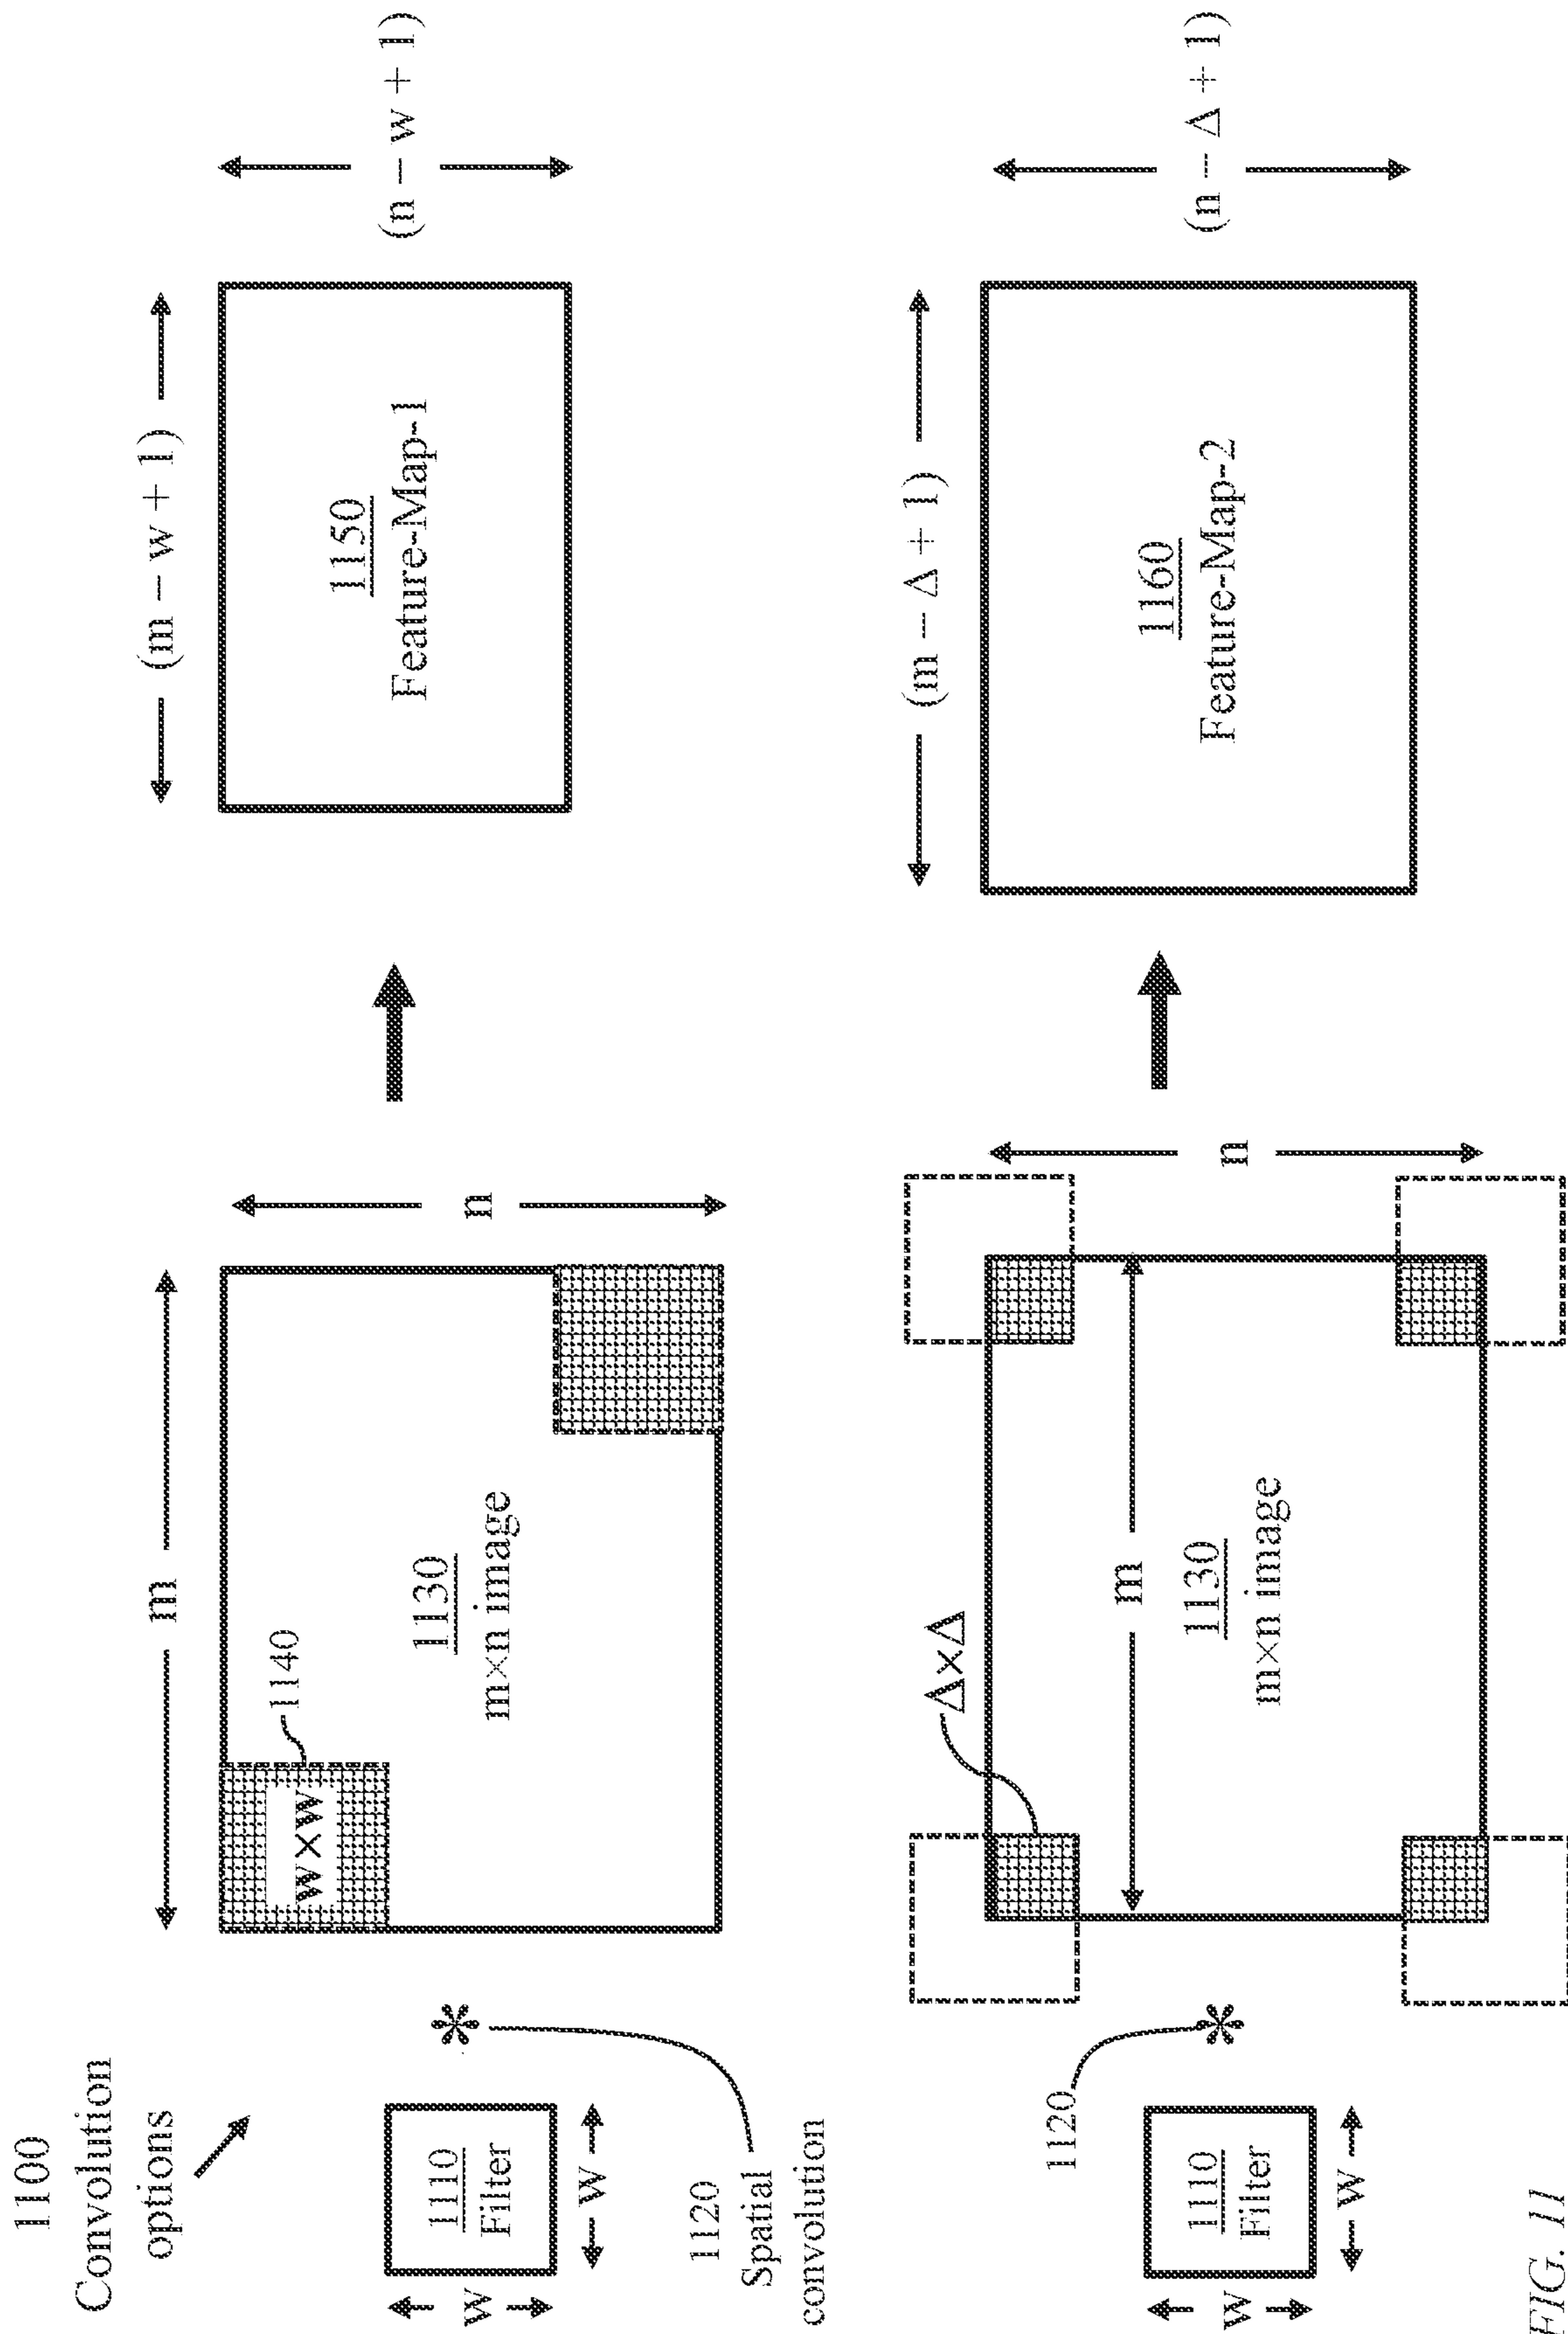 1100
Convolution
options
m
(m − w + 1)
w×w
1140
1110
Filter
w
w
1120
Spatial
convolution
1130
m×n image
n
1150
Feature-Map-1
(n − w + 1)
Δ×Δ
(m − Δ + 1)
1120
1110
Filter
w
w
m
1130
m×n image
n
1160
Feature-Map-2
(n − Δ + 1)
FIG. 11